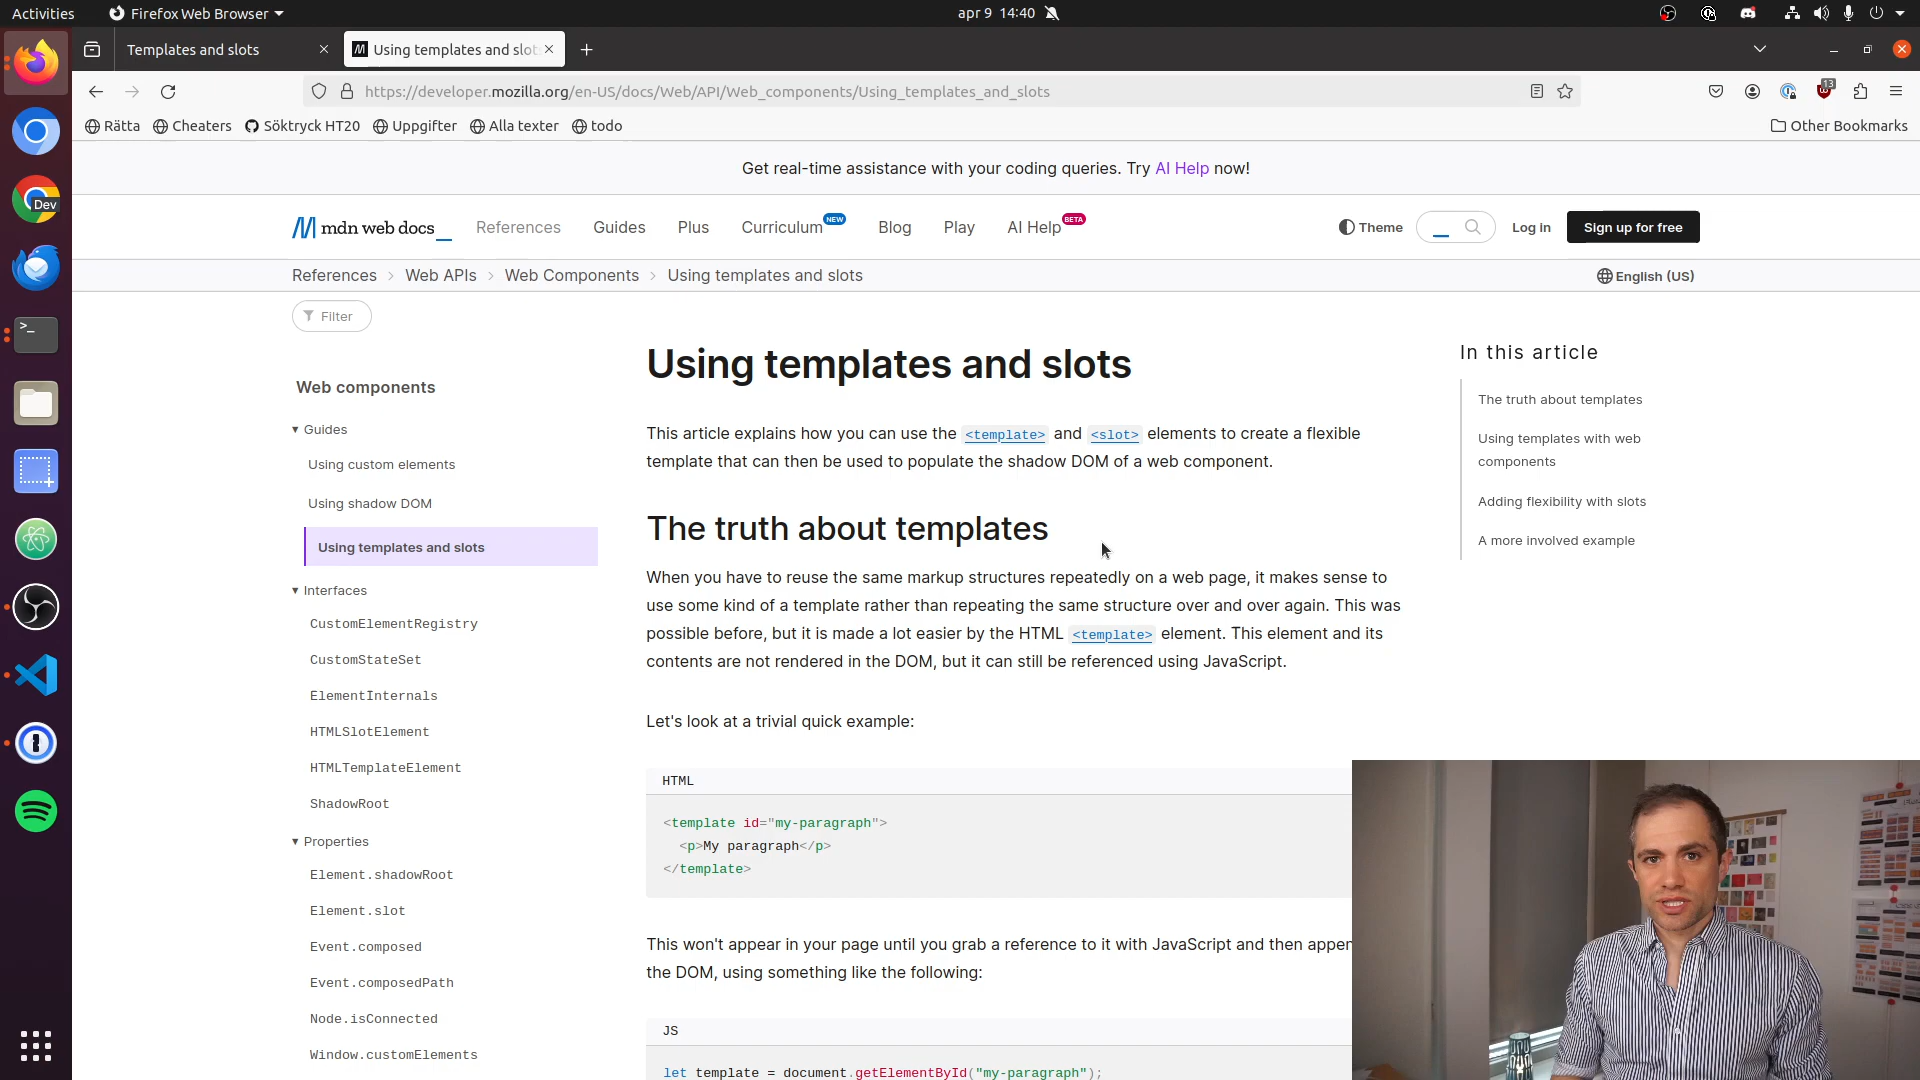 Activities
Firefox Web Browser
apr 9 14:40
Templates and slots
Using templates and slot
https://developer.mozilla.org/en-US/docs/Web/API/Web_components/Using_templates_and_slots
13
Rätta
Cheaters
Söktryck HT20
Uppgifter
Alla texter
todo
Other Bookmarks
Dev
Get real-time assistance with your coding queries. Try AI Help now!
mdn web docs_
References
Guides
Plus
Curriculum NEW
Blog
Play
AI Help BETA
Theme
Log in
Sign up for free
References
Web APIs
Web Components
Using templates and slots
English (US)
Filter
Web components
Guides
Using custom elements
Using shadow DOM
Using templates and slots
Interfaces
CustomElementRegistry
CustomStateSet
ElementInternals
HTMLSlotElement
HTMLTemplateElement
ShadowRoot
Properties
Element.shadowRoot
Element.slot
Event.composed
Event.composedPath
Node.isConnected
Window.customElements
Using templates and slots
This article explains how you can use the <template> and <slot> elements to create a flexible
template that can then be used to populate the shadow DOM of a web component.
The truth about templates
When you have to reuse the same markup structures repeatedly on a web page, it makes sense to
use some kind of a template rather than repeating the same structure over and over again. This was
possible before, but it is made a lot easier by the HTML <template> element. This element and its
contents are not rendered in the DOM, but it can still be referenced using JavaScript.
Let's look at a trivial quick example:
HTML
<template id="my-paragraph">
<p>My paragraph</p>
</template>
This won't appear in your page until you grab a reference to it with JavaScript and then appen
the DOM, using something like the following:
JS
let template = document.getElementById("my-paragraph");
In this article
The truth about templates
Using templates with web
components
Adding flexibility with slots
A more involved example